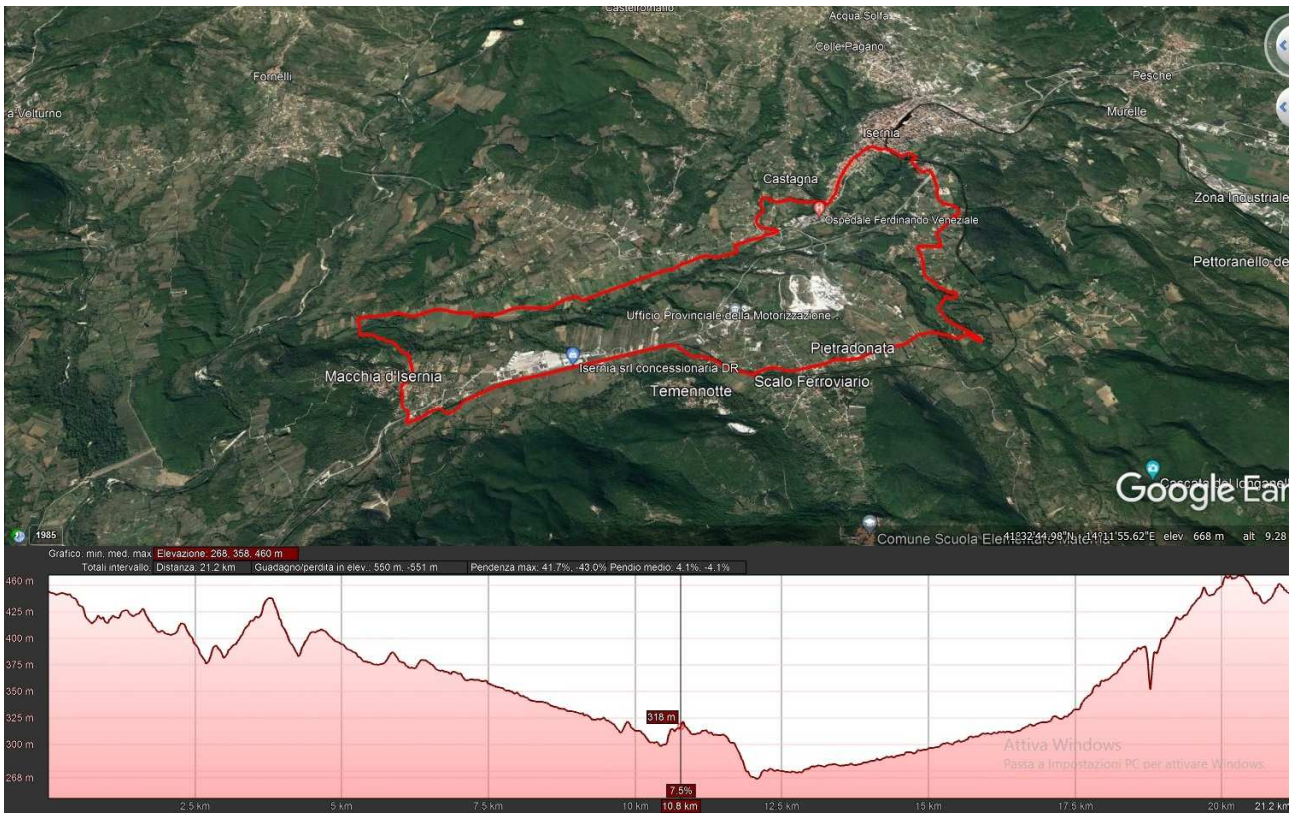 Castelromano
Acqua Solfa
Colle Pagano
Fornelli
Pesche
a Volturno
Murelle
Isernia
Castagna
Zona Industriale
Ospedale Ferdinando Veneziale
Pettoranello de
Ufficio Provinciale della Motorizzazione
Pietradonata
Isernia srl concessionaria DR
Macchia d'Isernia
Scalo Ferroviario
Temennotte
Google Ear
1985
Comune Scuola Elementare Materna
41°32'44.98"N 14°11'55.62"E elev 668 m alt 9.28
Grafico: min, med, max Elevazione: 268, 358, 460 m
Totali intervallo: Distanza: 21.2 km Guadagno/perdita in elev.: 550 m, -551 m Pendenza max: 41.7%, -43.0% Pendio medio: 4.1%, -4.1%
460 m
425 m
400 m
375 m
350 m
325 m
318 m
300 m
Attiva Windows
Passa a Impostazioni PC per attivare Windows.
268 m
7.5%
2.5 km 5 km 7.5 km 10 km 10.8 km 12.5 km 15 km 17.5 km 20 km 21.2 km